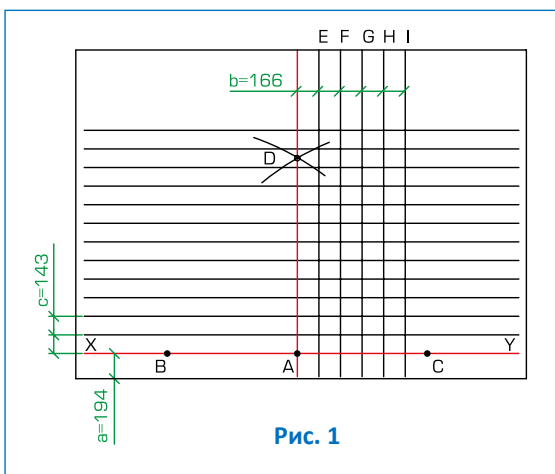 E F G H I
b=166
D
c=143
X
Y
B
A
C
a=194
Рис. 1